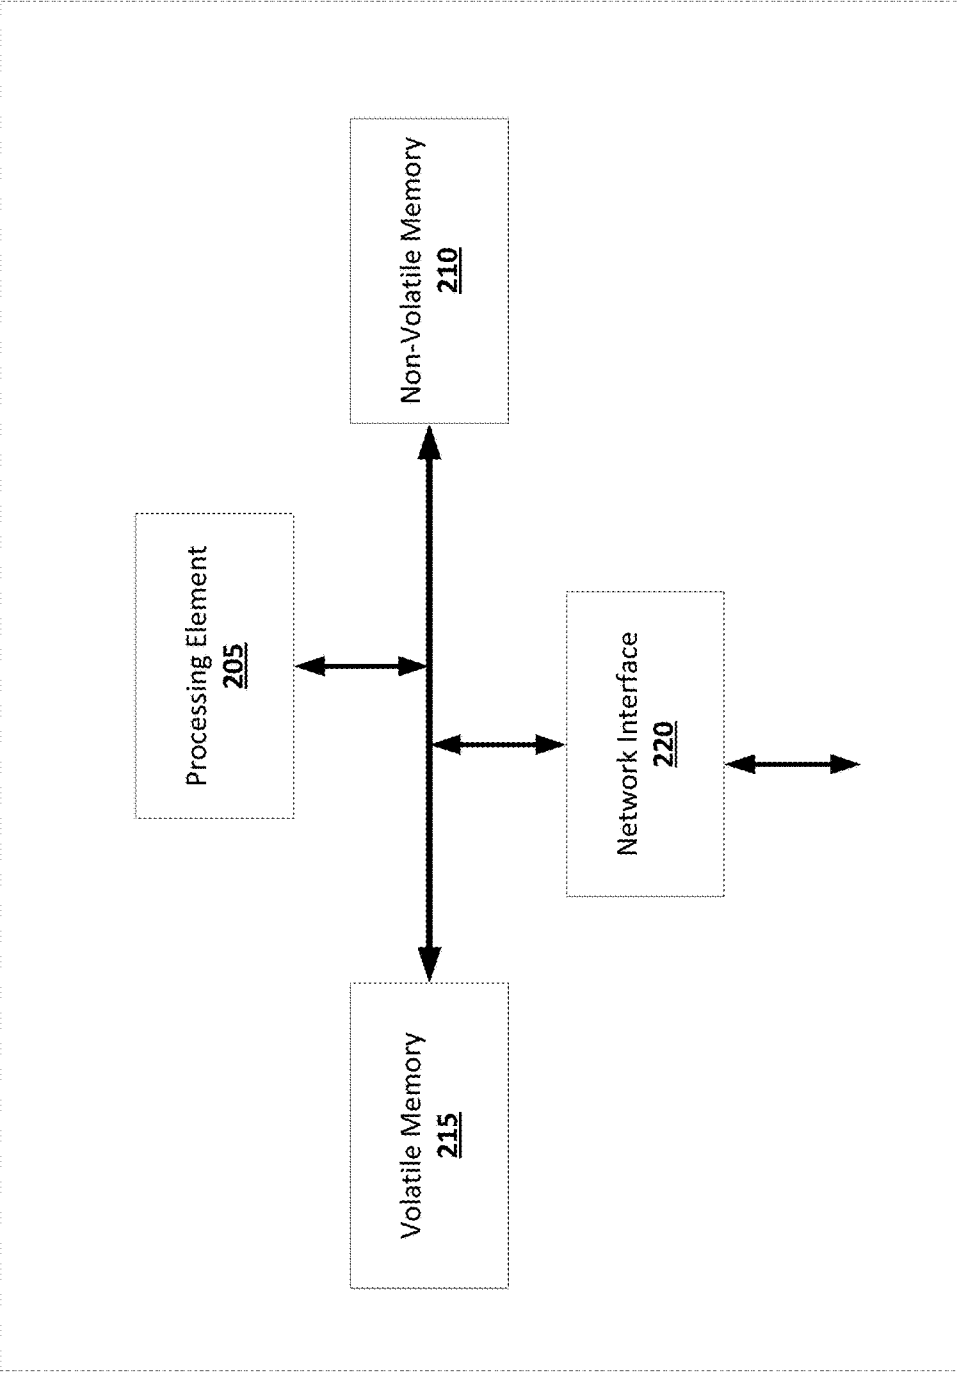 Processing Element
205
Volatile Memory
215
Non-Volatile Memory
210
Network Interface
220